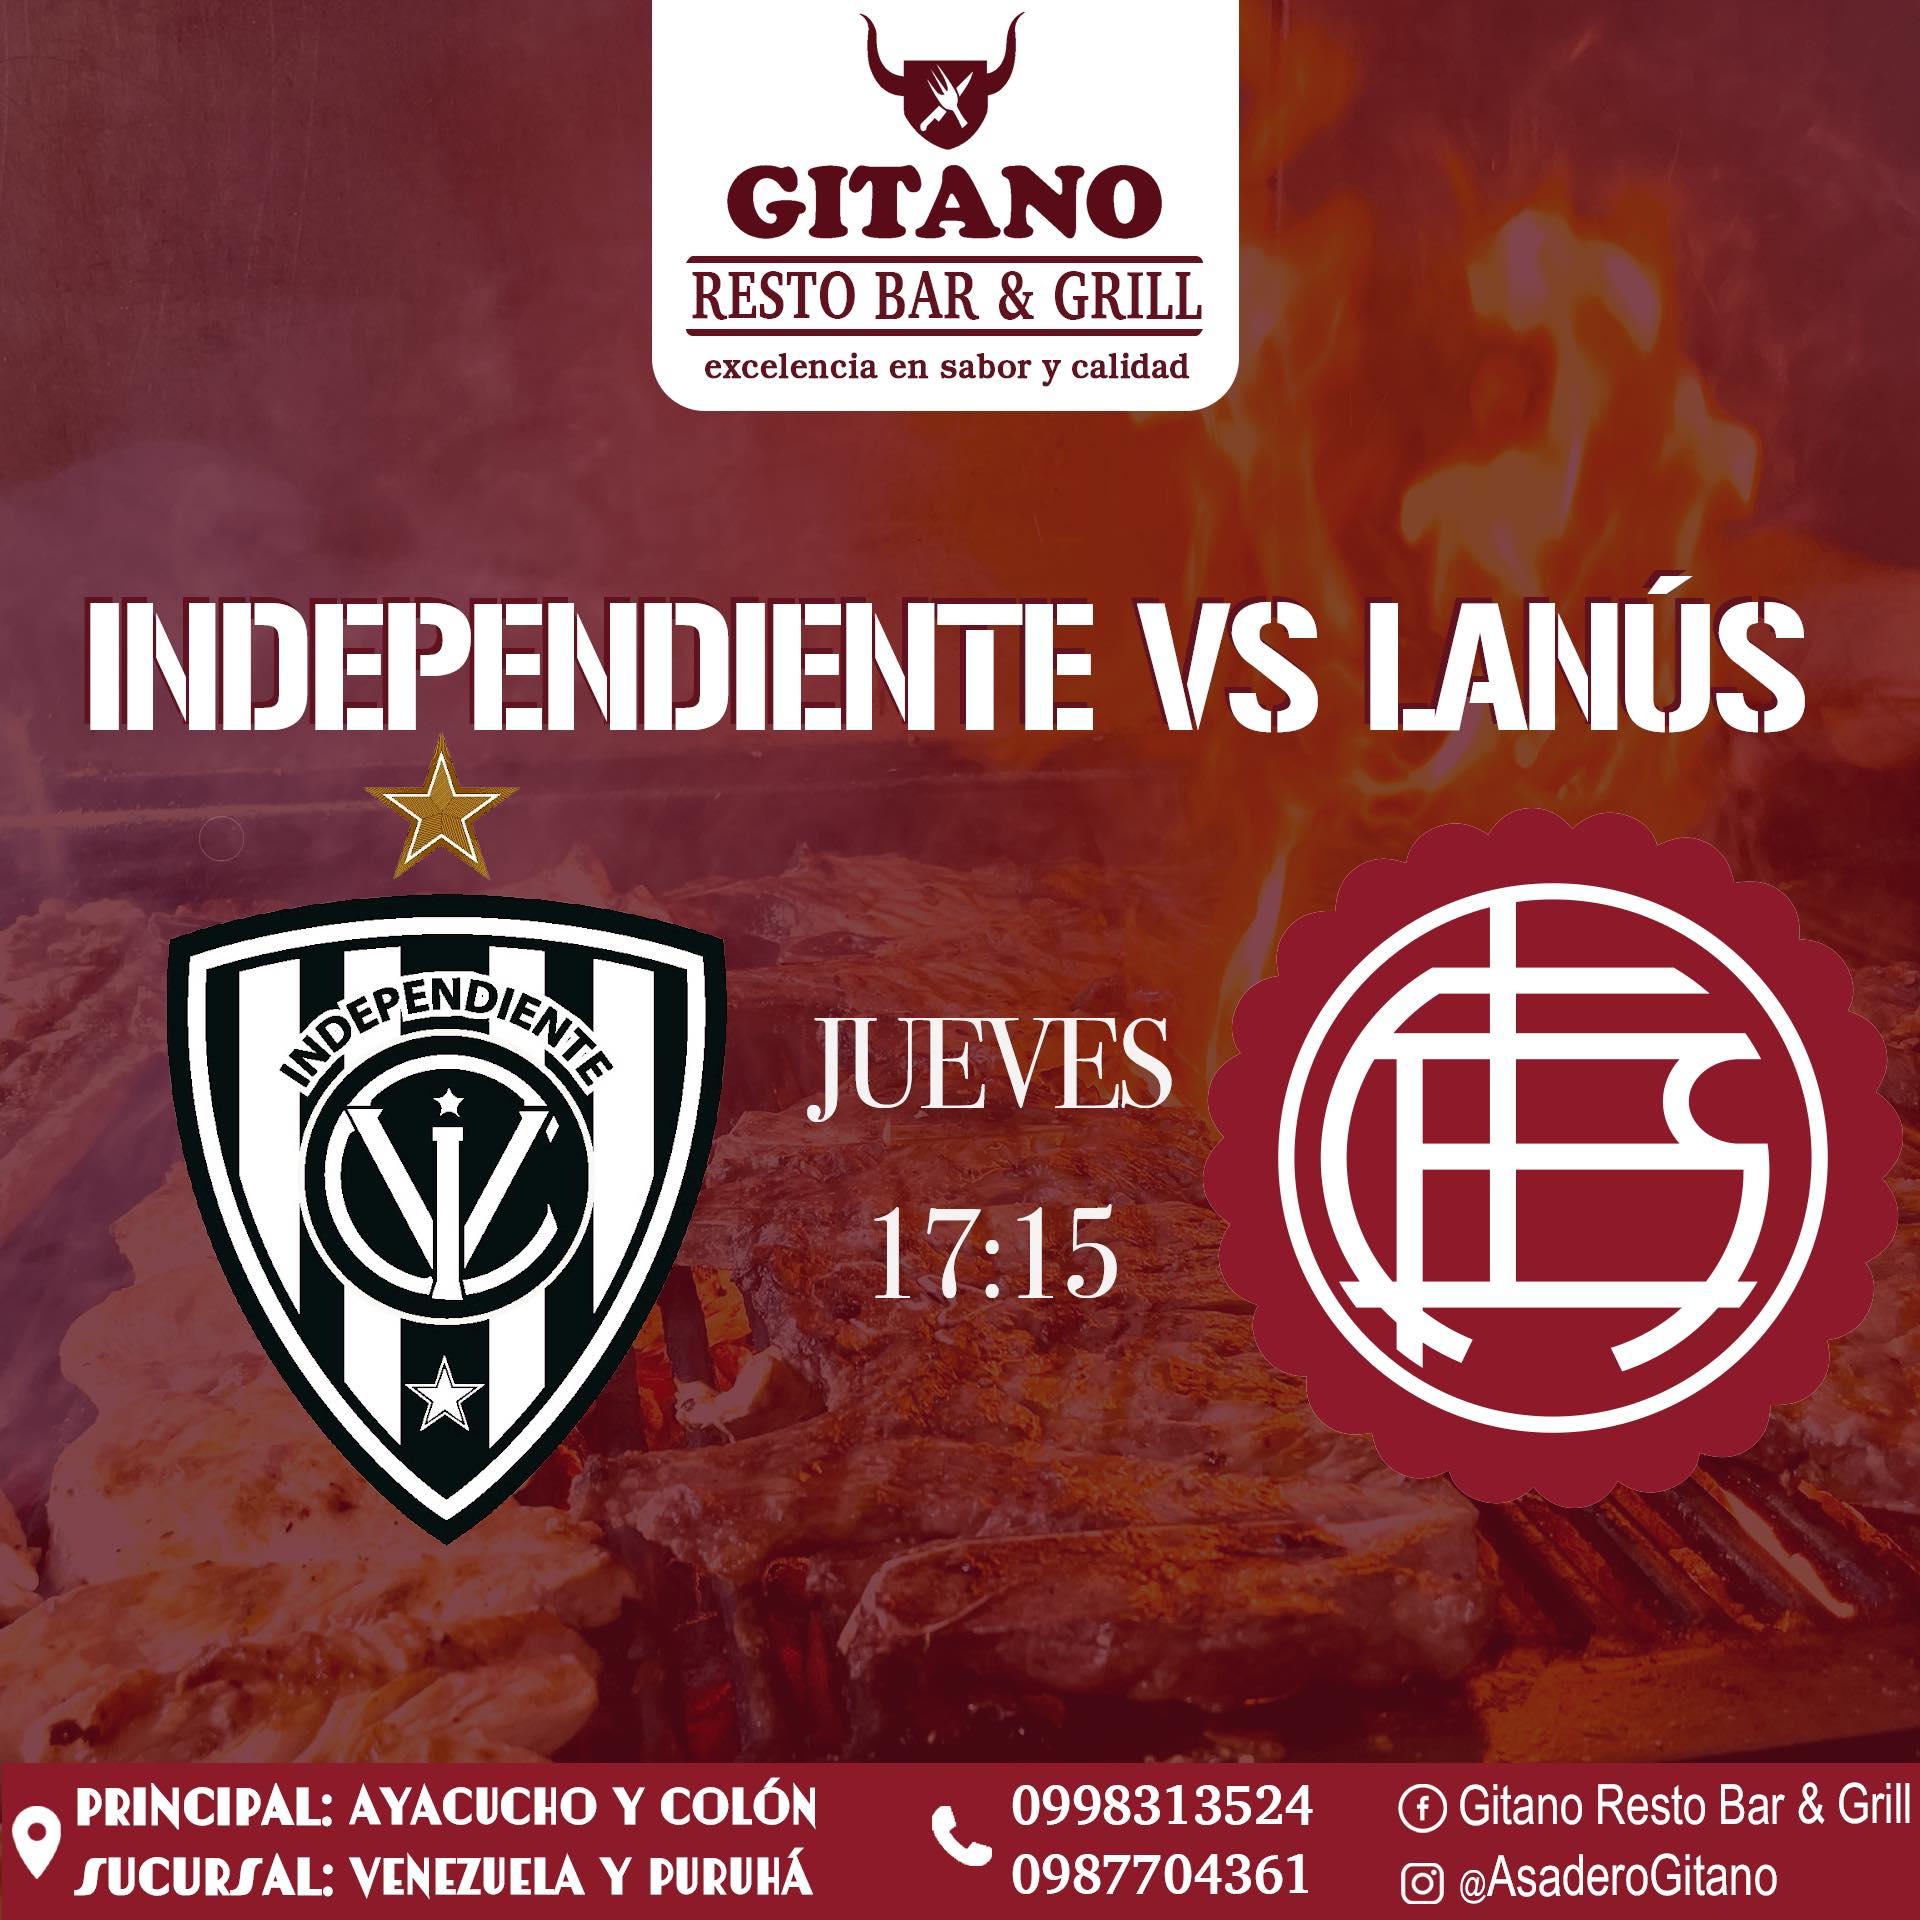 GITANO
RESTO BAR & GRILL
excelencia en sabor y calidad
INDEPENDIENTE VS LANÚS
INDEPENDIENTE
JUEVES
17:15
PRINCIPAL: AYACUCHO Y COLÓN
SUCURSAL: VENEZUELA Y PURUHÁ
0998313524
0987704361
Gitano Resto Bar & Grill
@AsaderoGitano